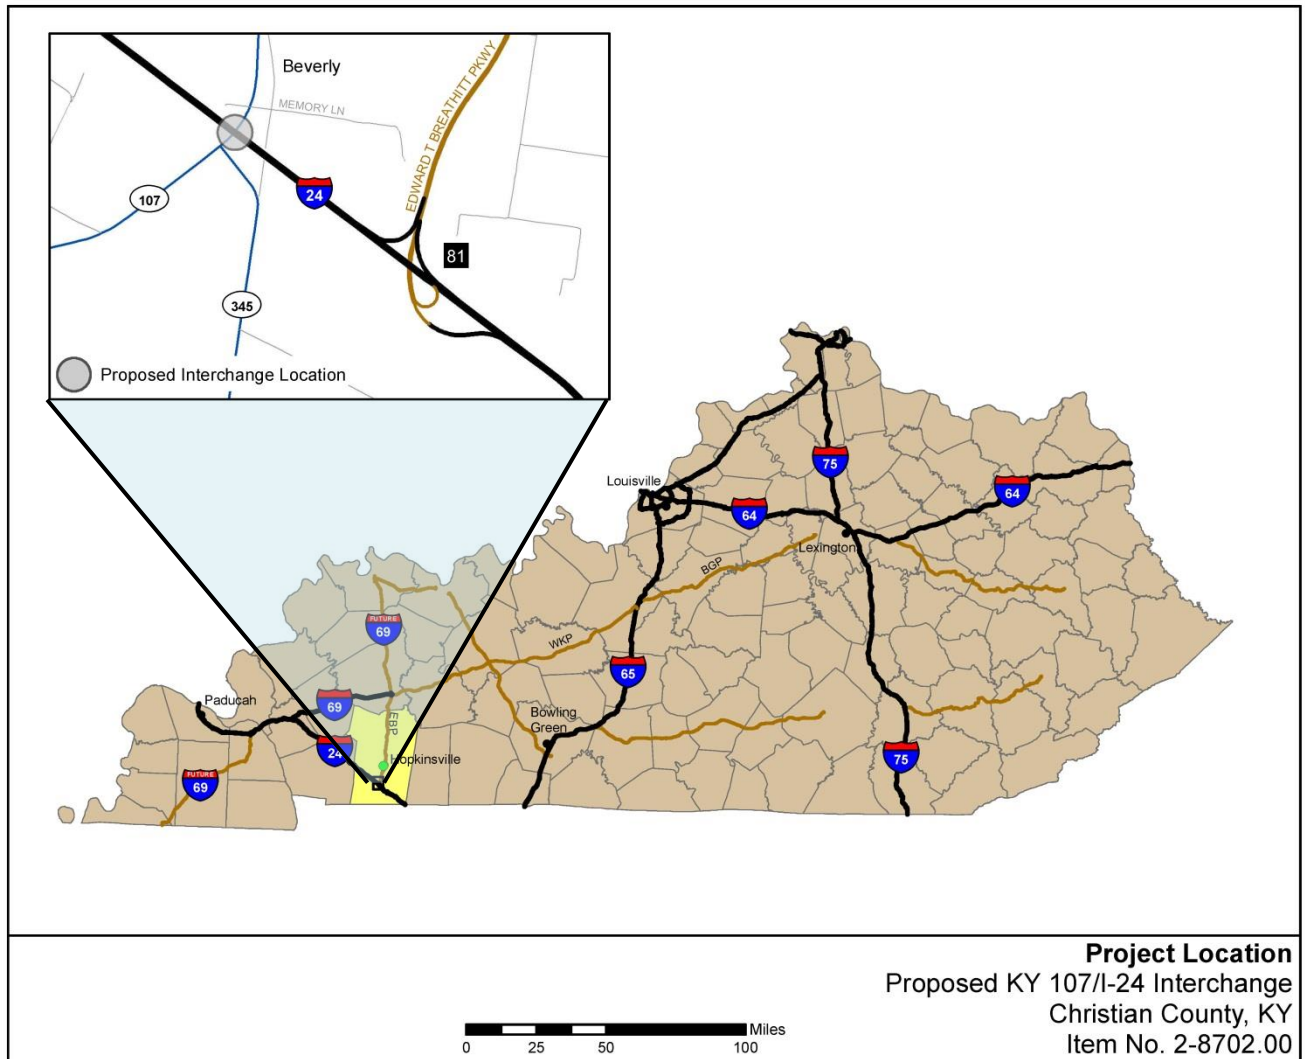 Beverly
MEMORY LN
EDWARD T BREATHITT PKWY
107
24
81
345
Proposed Interchange Location
75
Louisville
64
64
Lexington
BGP
FUTURE
69
WKP
65
69
Paducah
EBP
Bowling
Green
24
Hopkinsville
75
FUTURE
69
Project Location
Proposed KY 107/I-24 Interchange
Christian County, KY
Item No. 2-8702.00
Miles
0 25 50 100